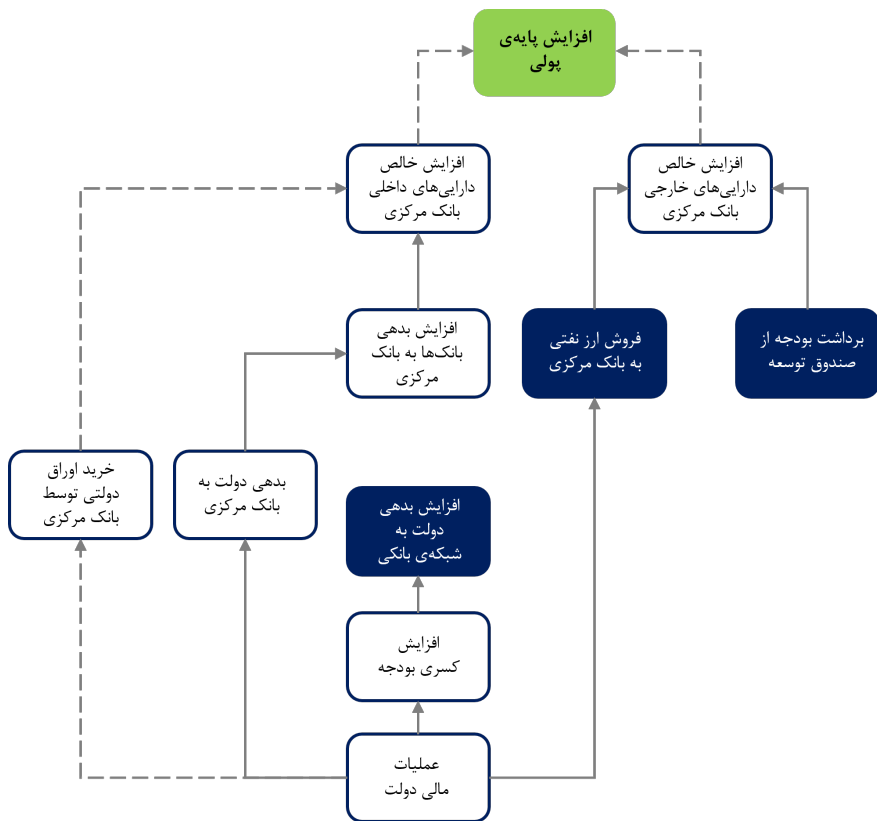 افزایش پایه‌ی
پولی
افزایش خالص
دارایی‌های خارجی
بانک مرکزی
افزایش خالص
دارایی‌های داخلی
بانک مرکزی
برداشت بودجه از
صندوق توسعه
فروش ارز نفتی
به بانک مرکزی
افزایش بدهی
بانک‌ها به بانک
مرکزی
افزایش بدهی
دولت به
شبکه‌ی بانکی
بدهی دولت به
بانک مرکزی
خرید اوراق
دولتی توسط
بانک مرکزی
افزایش
کسری بودجه
عملیات
مالی دولت